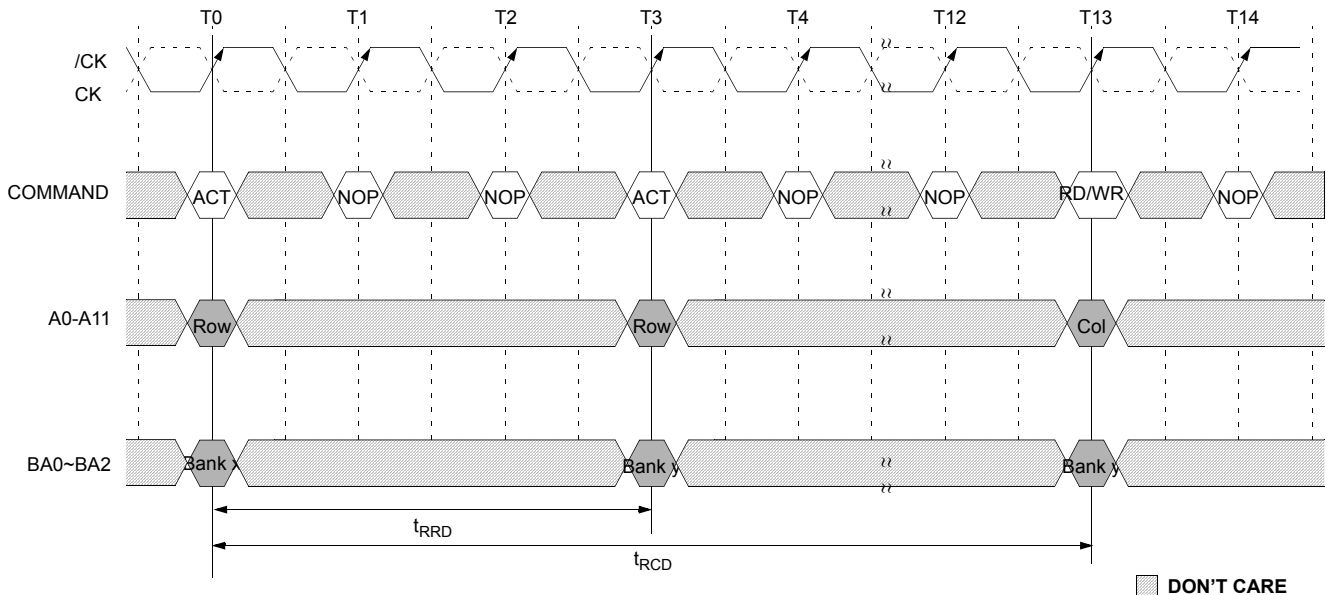 T0 T1 T2 T3 T4 T12 T13 T14
/CK
CK
COMMAND ACT NOP NOP ACT NOP NOP RD/WR NOP
A0-A11 Row Row Col
BA0~BA2 Bank x Bank y Bank y
tRRD
tRCD
DON'T CARE